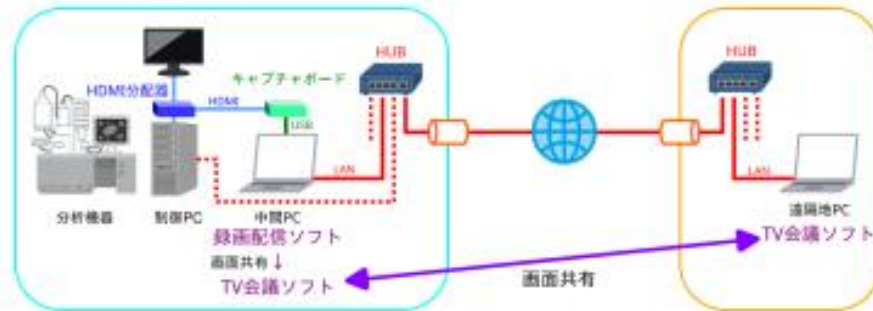 HUB
キャプチャボード
HDME分配器
HDME
USB
LAN
分析機器
制御PC
中間PC
録画配信ソフト
画面共有↓
TV会議ソフト
画面共有
HUB
LAN
遠隔地PC
TV会議ソフト